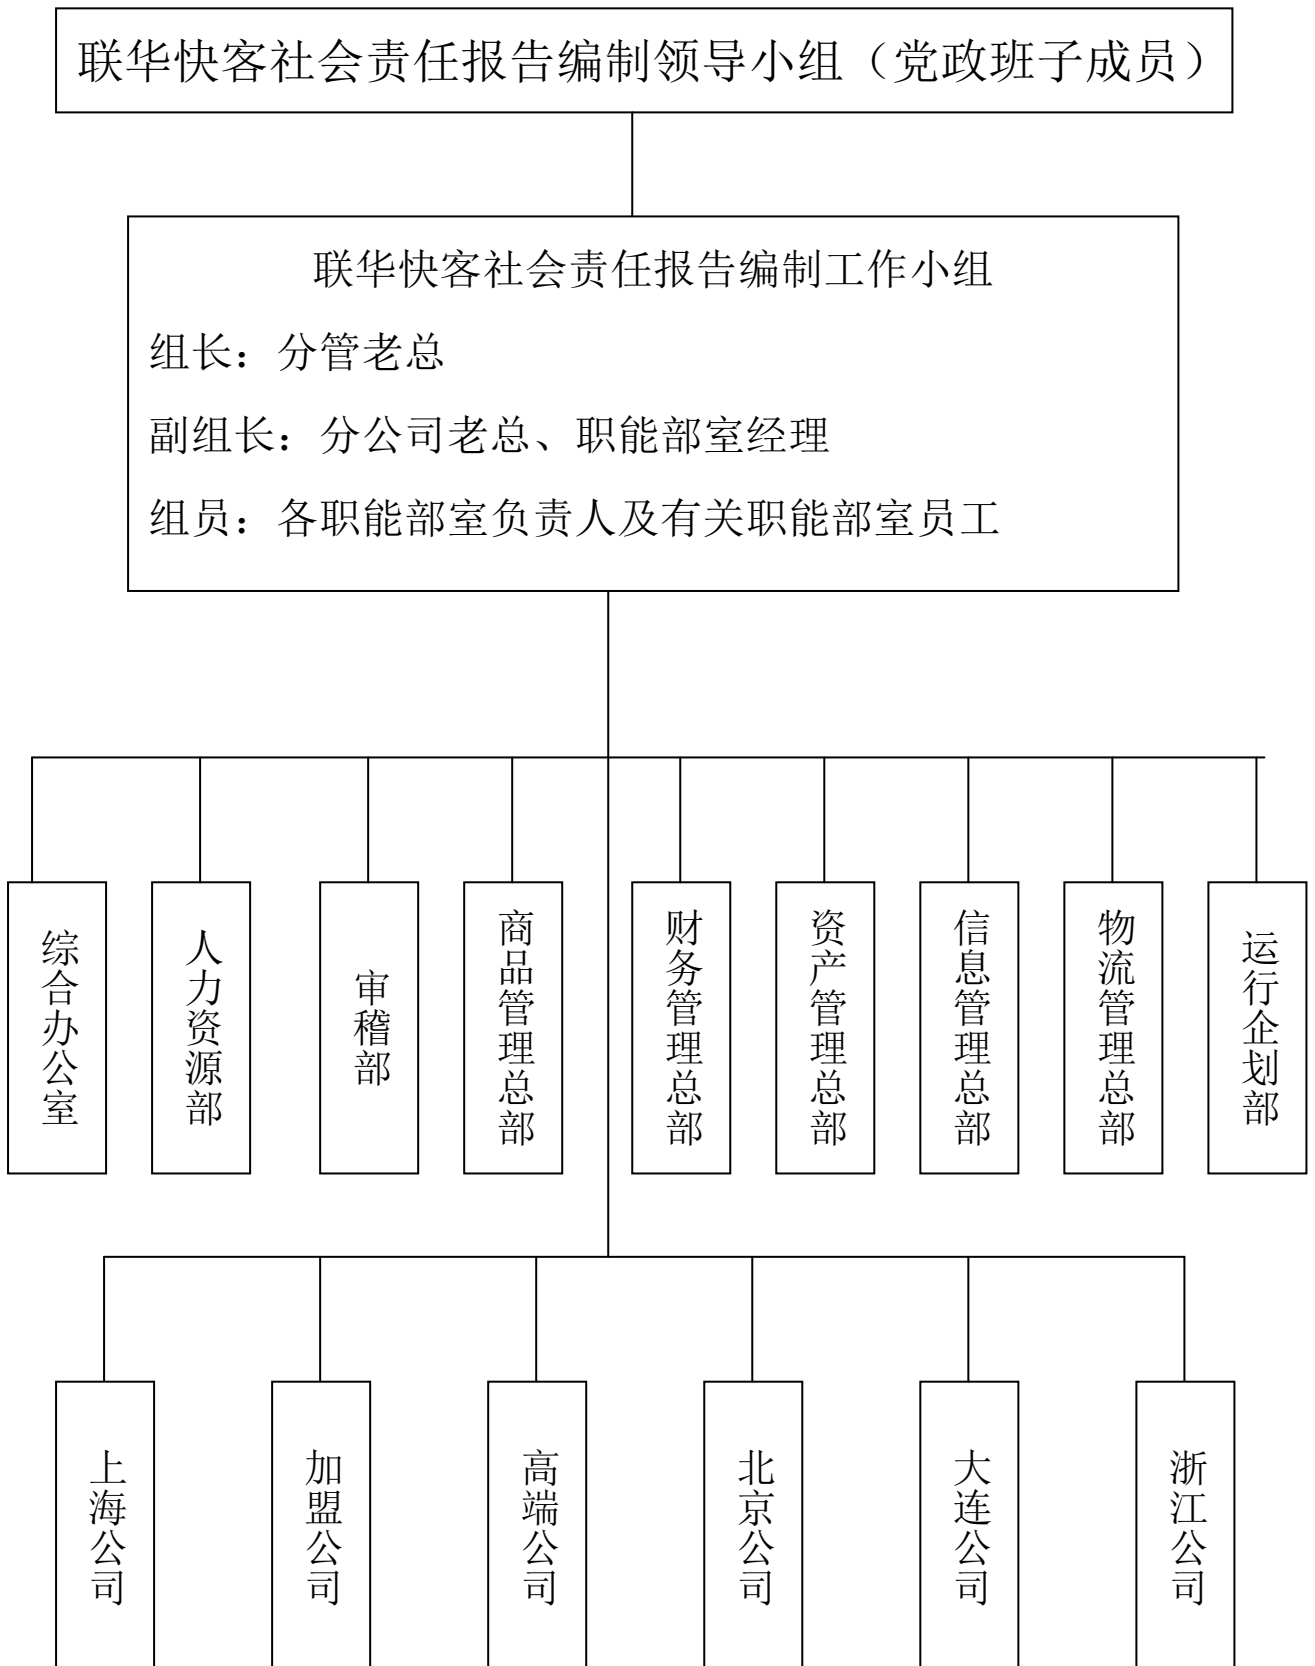 联华快客社会责任报告编制领导小组（党政班子成员）
联华快客社会责任报告编制工作小组
组长：分管老总
副组长：分公司老总、职能部室经理
组员：各职能部室负责人及有关职能部室员工
综合办公室
人力资源部
审稽部
商品管理总部
财务管理总部
资产管理总部
信息管理总部
物流管理总部
运行企划部
上海公司
加盟公司
高端公司
北京公司
大连公司
浙江公司